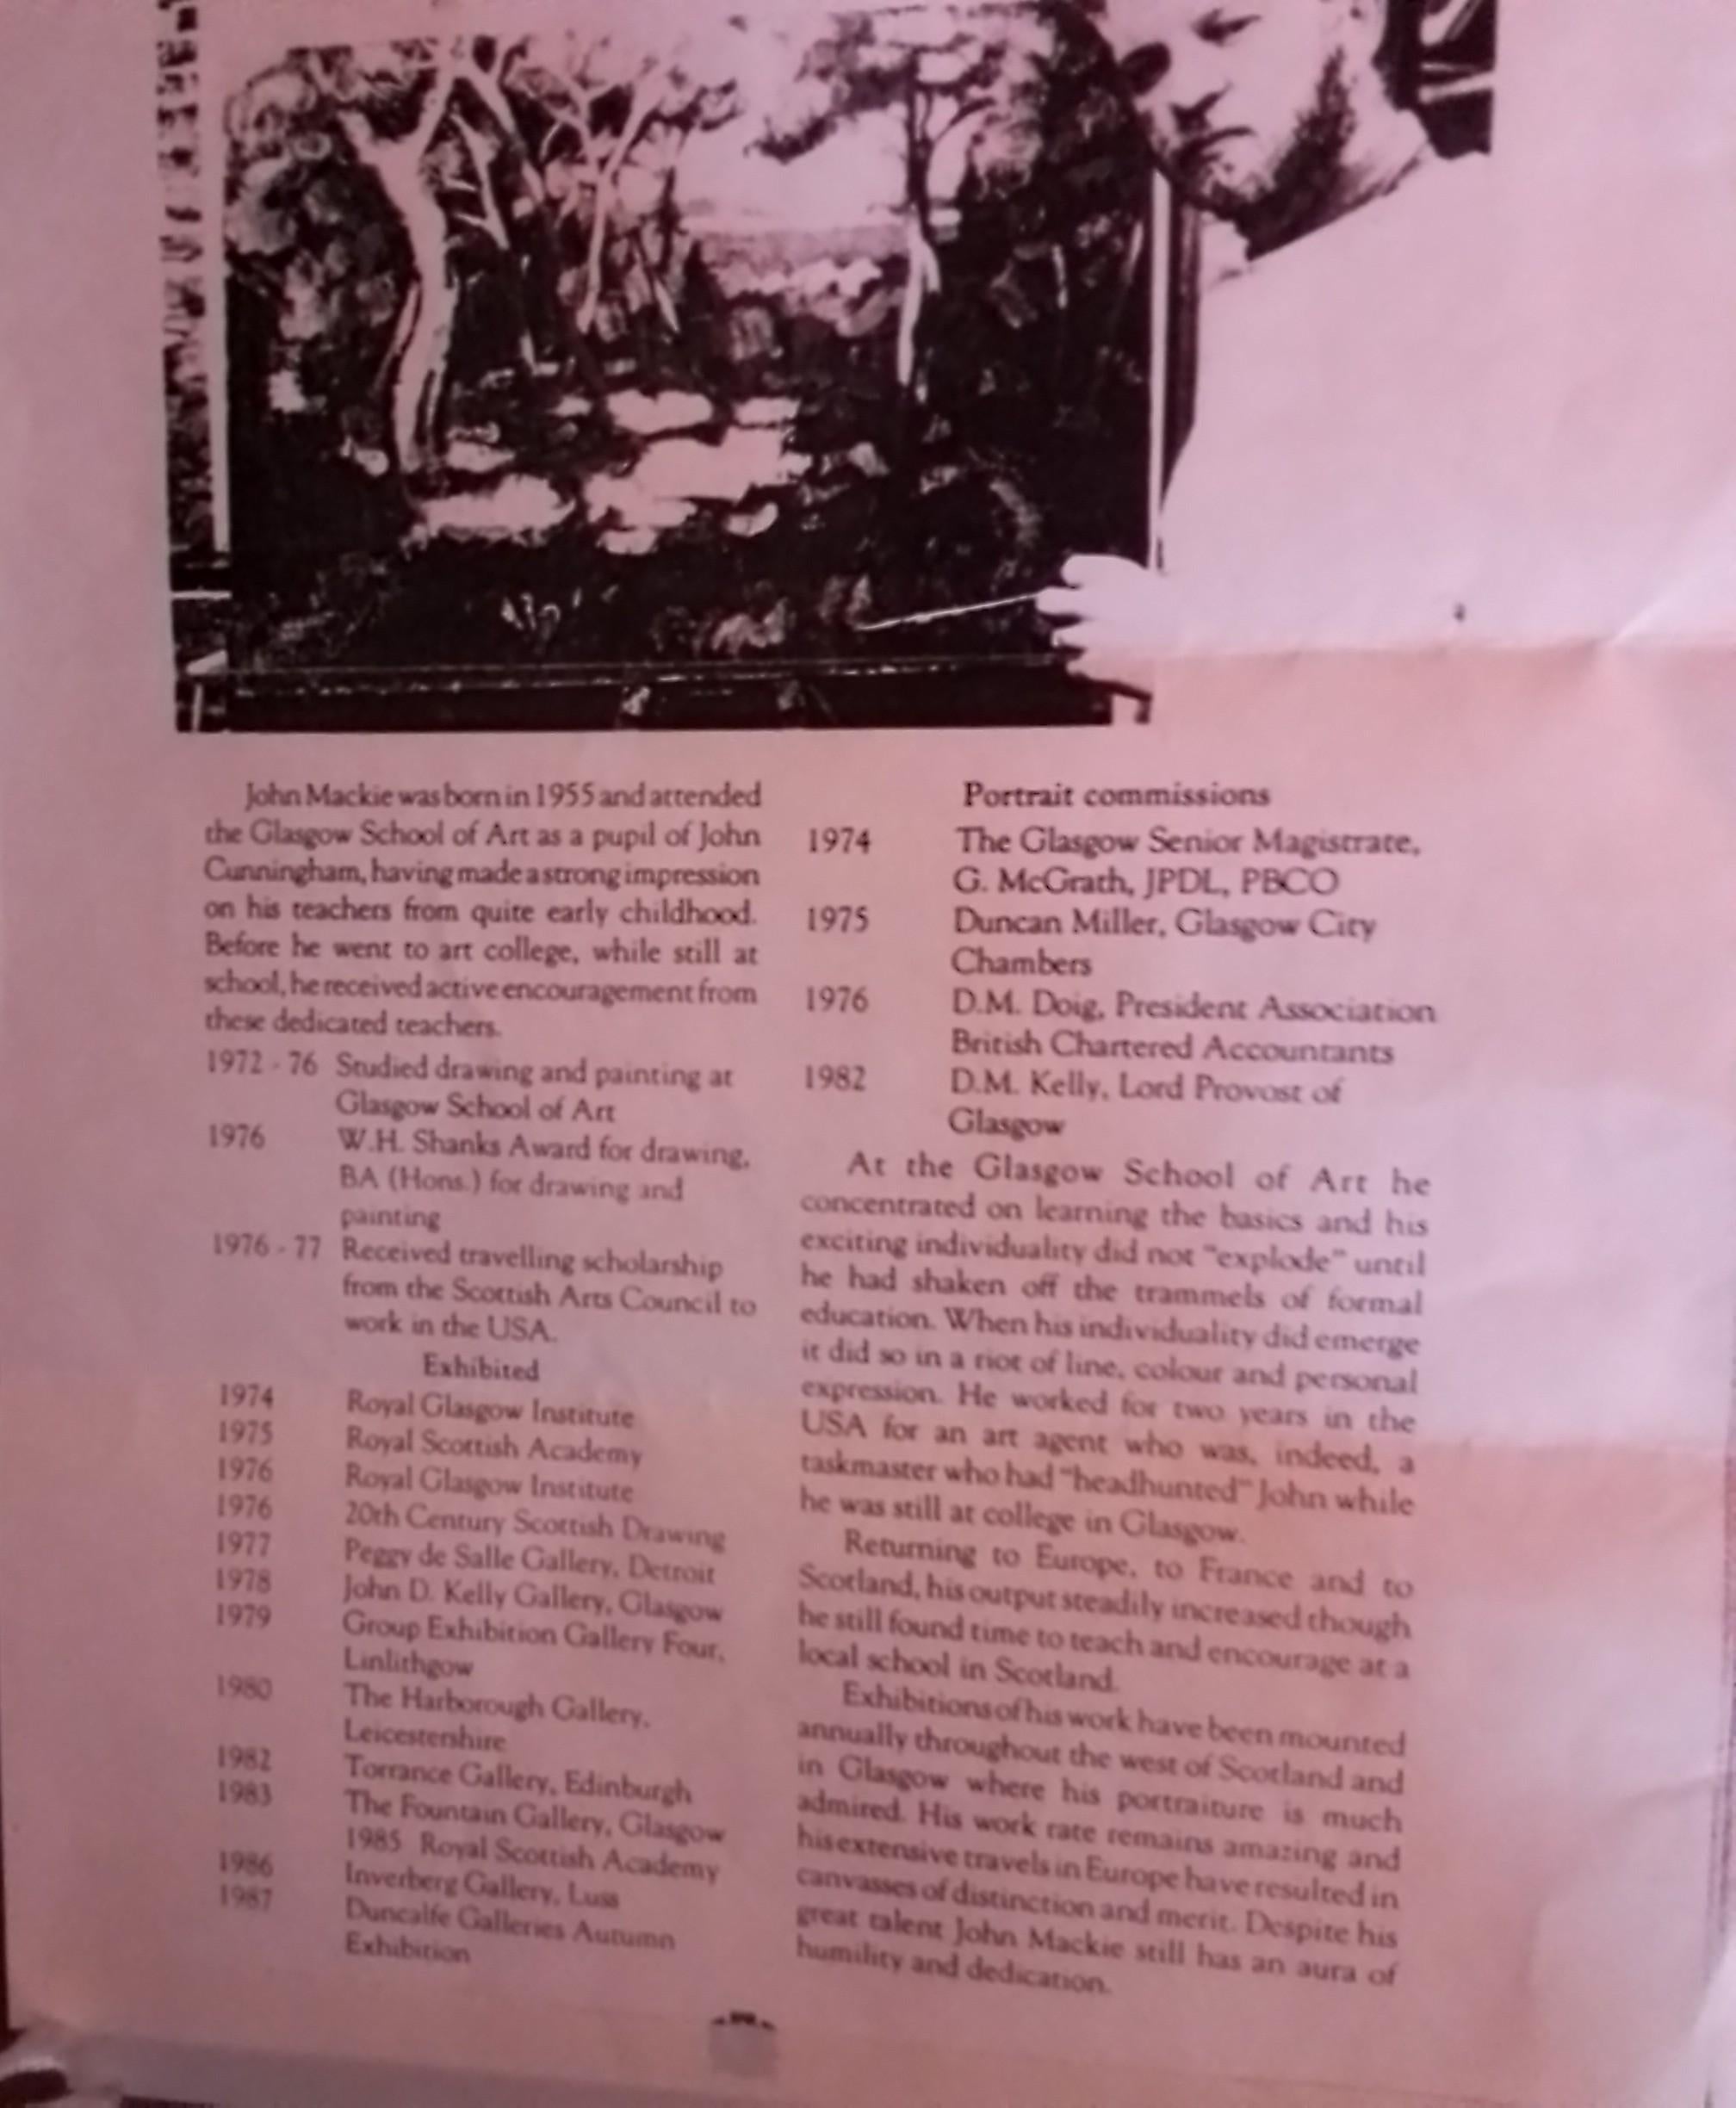 John Mackie was born in 1955 and attended
the Glasgow School of Art as a pupil of John
Cunningham, having made a strong impression
on his teachers from quite early childhood.
Before he went to art college, while still at
school, he received active encouragement from
these dedicated teachers.
1972 - 76 Studied drawing and painting at
Glasgow School of Art
1976 W.H. Shanks Award for drawing,
BA (Hons.) for drawing and
painting
1976 - 77 Received travelling scholarship
from the Scottish Arts Council to
work in the USA.
Exhibited
1974 Royal Glasgow Institute
1975 Royal Scottish Academy
1976 Royal Glasgow Institute
1976 20th Century Scottish Drawing
1977 Peggy de Salle Gallery, Detroit
1978 John D. Kelly Gallery, Glasgow
1979 Group Exhibition Gallery Four,
Linlithgow
1980 The Harborough Gallery,
Leicestershire
1982 Torrance Gallery, Edinburgh
1983 The Fountain Gallery, Glasgow
1985 Royal Scottish Academy
1986 Inverberg Gallery, Luss
1987 Duncalfe Galleries Autumn
Exhibition
Portrait commissions
1974 The Glasgow Senior Magistrate,
G. McGrath, JPDL, PBCO
1975 Duncan Miller, Glasgow City
Chambers
1976 D.M. Doig, President Association
British Chartered Accountants
1982 D.M. Kelly, Lord Provost of
Glasgow
At the Glasgow School of Art he
concentrated on learning the basics and his
exciting individuality did not "explode" until
he had shaken off the trammels of formal
education. When his individuality did emerge
it did so in a riot of line, colour and personal
expression. He worked for two years in the
USA for an art agent who was, indeed, a
taskmaster who had "headhunted" John while
he was still at college in Glasgow.
Returning to Europe, to France and to
Scotland, his output steadily increased though
he still found time to teach and encourage at a
local school in Scotland.
Exhibitions of his work have been mounted
annually throughout the west of Scotland and
in Glasgow where his portraiture is much
admired. His work rate remains amazing and
his extensive travels in Europe have resulted in
canvasses of distinction and merit. Despite his
great talent John Mackie still has an aura of
humility and dedication.